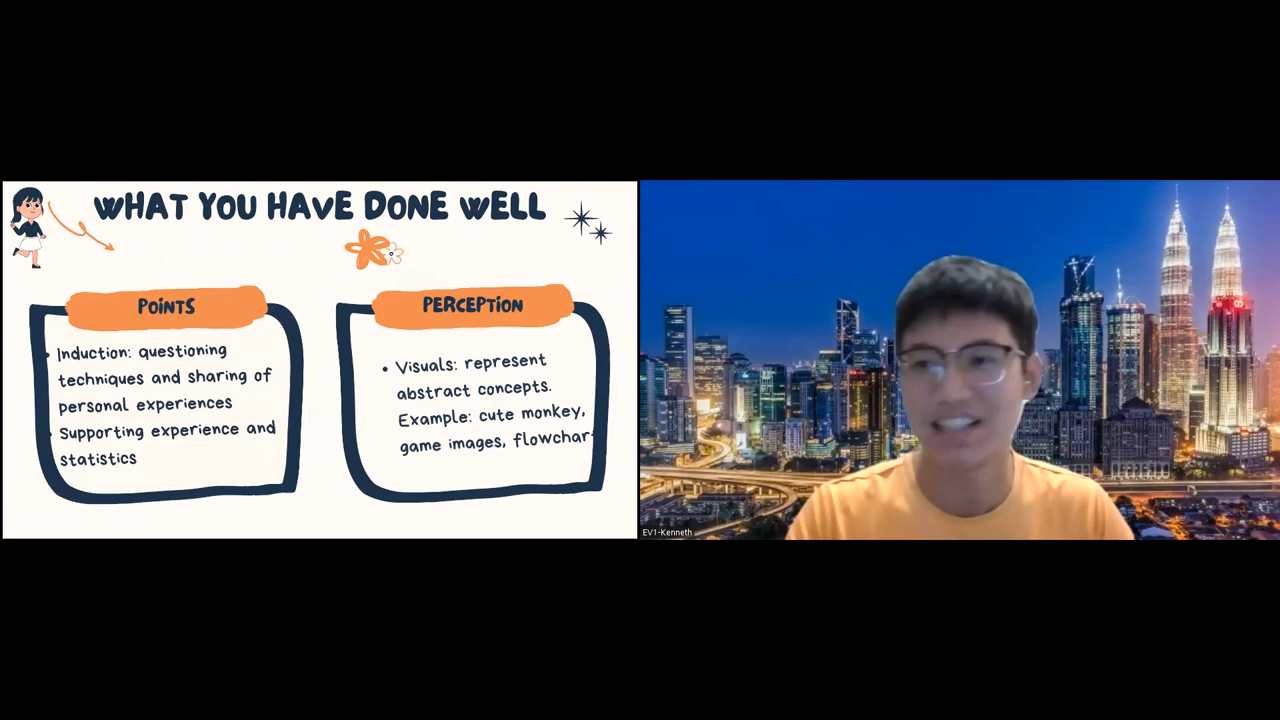 WHAT YOU HAVE DONE WELL
POINTS
• Induction: questioning
techniques and sharing of
personal experiences
• Supporting experience and
statistics
PERCEPTION
• Visuals: represent
abstract concepts.
Example: cute monkey,
game images, flowchar
EV1-Kenneth